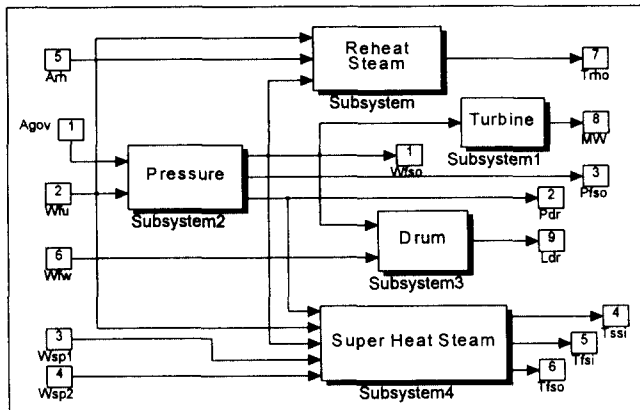 5
Arh
Reheat
Steam
Subsystem
7
Trho
Agov
1
Turbine
Subsystem1
8
MW
Pressure
Subsystem2
1
Wfso
3
Pfso
2
Wfu
2
Pdr
Drum
Subsystem3
9
Ldr
6
Wfw
3
Wsp1
4
Wsp2
Super Heat Steam
Subsystem4
4
Tssi
5
Tfsi
6
Tfso